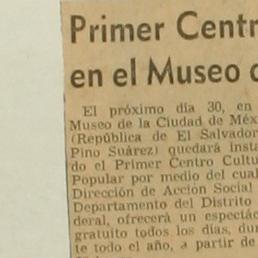 Primer Centr
en el Museo
El próximo día 30, en
Museo de la Ciudad de Méx
(República de El Salvador
Pino Suárez) quedará insta
do el Primer Centro Cultu
Popular por medio del cual
Dirección de Acción Social
Departamento del Distrito
deral, ofrecerá un espectác
gratuito todos los días, dur
te todo el año, a partir de